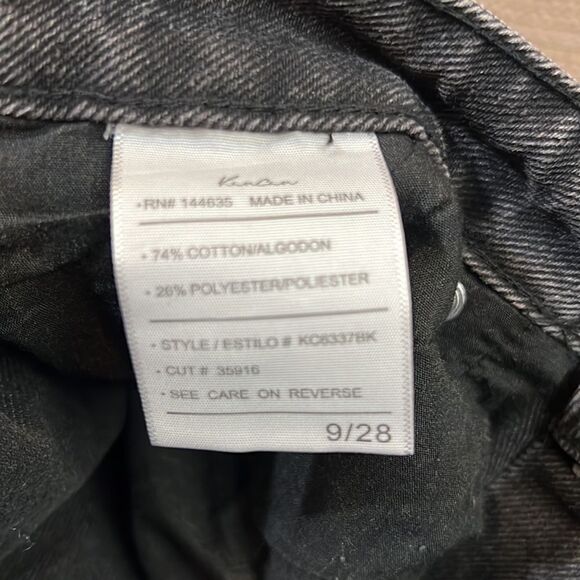 KanCan
• RN# 144635 MADE IN CHINA
• 74% COTTON/ALGODON
• 26% POLYESTER/POLIESTER
• STYLE / ESTILO # KC6337BK
• CUT # 35916
• SEE CARE ON REVERSE
9/28